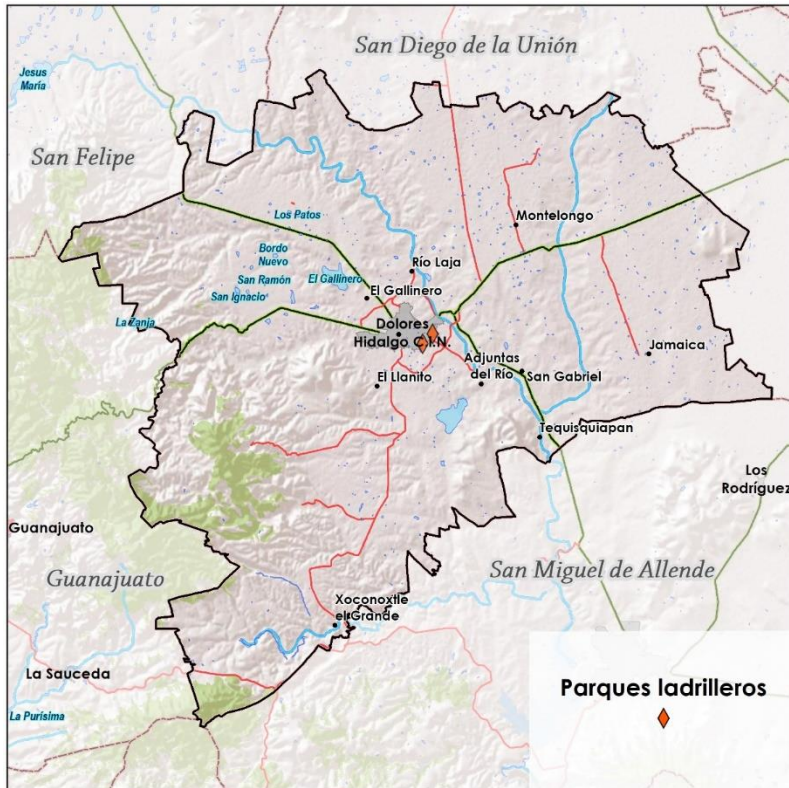 San Diego de la Unión
Jesus
María
San Felipe
Los Patos
Montelongo
Bordo
Nuevo
Río Laja
San Ramón
El Gallinero
San Ignacio
El Gallinero
La Zanja
Dolores
Hidalgo C.I.N.
Jamaica
Adjuntas
del Río
San Gabriel
El Llanito
Tequisquiapan
Los
Rodríguez
Guanajuato
Guanajuato
San Miguel de Allende
Xoconoxtle
el Grande
La Sauceda
La Purísima
Parques ladrilleros